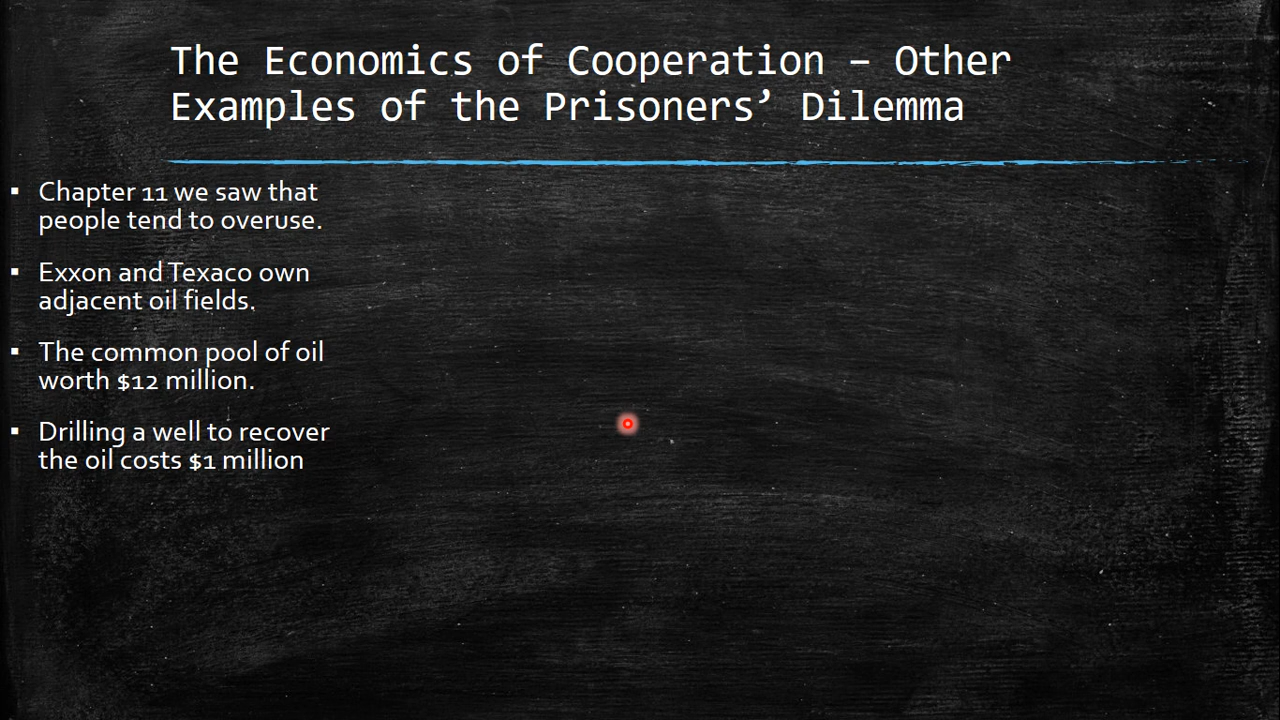 The Economics of Cooperation – Other
Examples of the Prisoners’ Dilemma
▪ Chapter 11 we saw that
people tend to overuse.
▪ Exxon and Texaco own
adjacent oil fields.
▪ The common pool of oil
worth $12 million.
▪ Drilling a well to recover
the oil costs $1 million